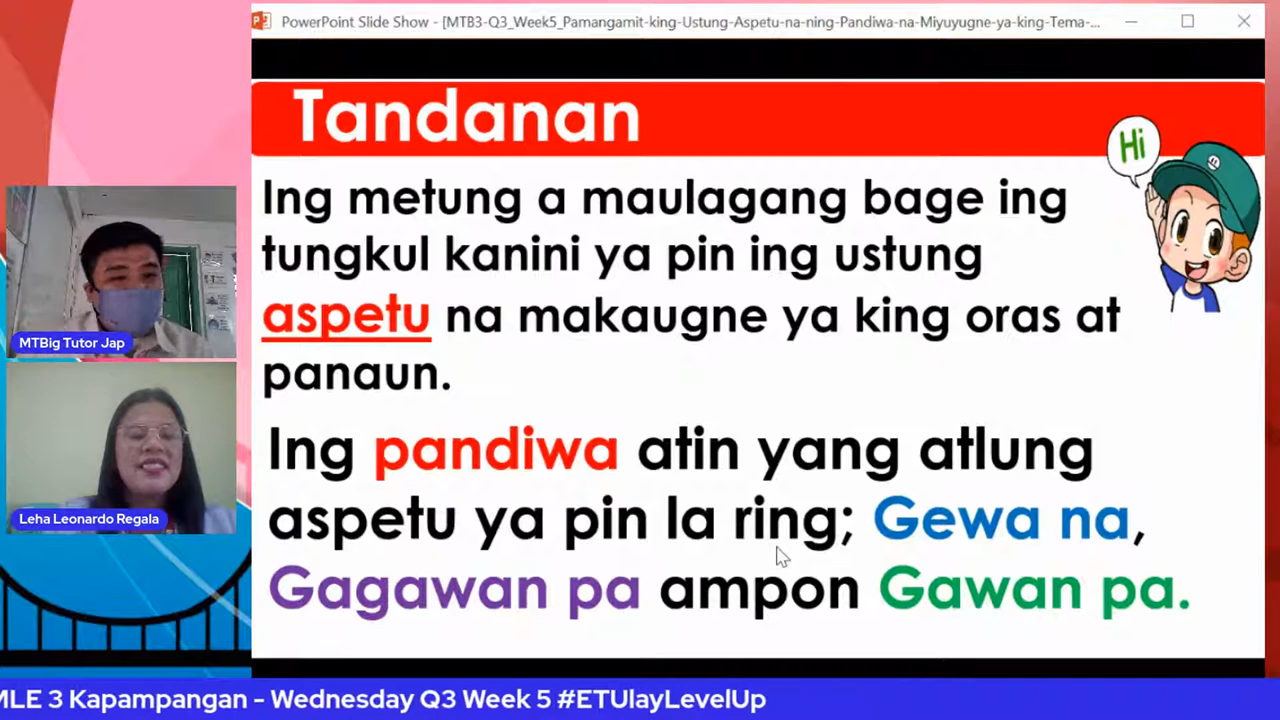 PowerPoint Slide Show - [MTB3-Q3_Week5_Pamangamit-king-Ustung-Aspetu-na-ning-Pandiwa-na-Miyuyugne-ya-king-Tema-...
Tandanan
Hi
Ing metung a maulagang bage ing
tungkul kanini ya pin ing ustung
aspetu na makaugne ya king oras at
panaun.
Ing pandiwa atin yang atlung
aspetu ya pin la ring; Gewa na,
Gagawan pa ampon Gawan pa.
MTBig Tutor Jap
Leha Leonardo Regala
MLE 3 Kapampangan - Wednesday Q3 Week 5 #ETUlayLevelUp